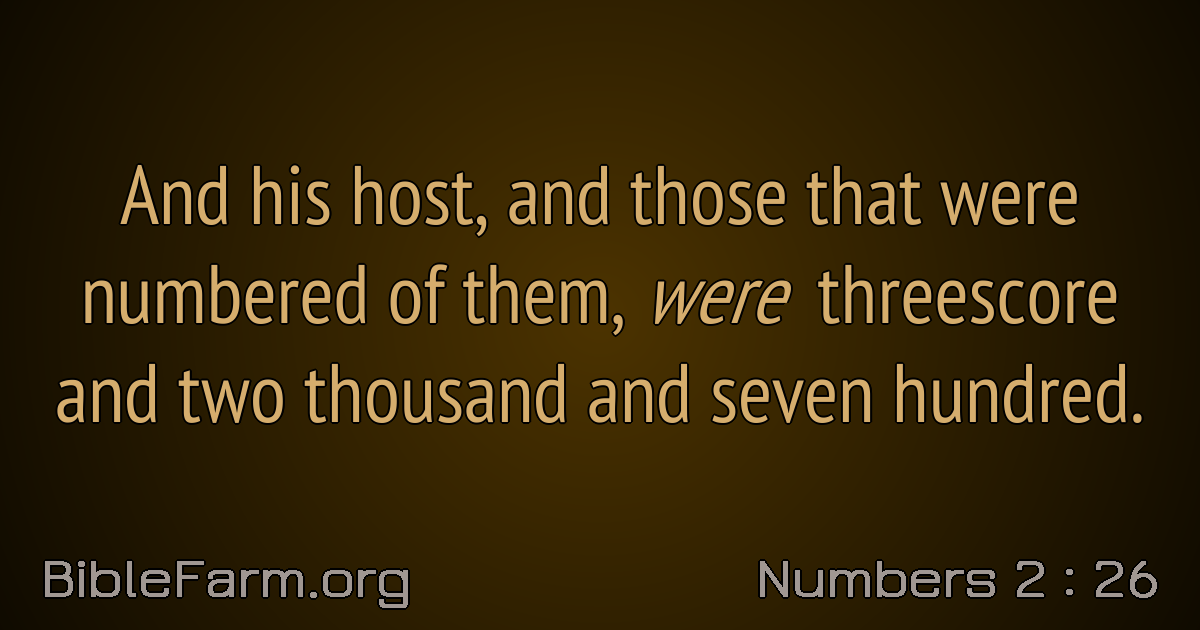 And his host, and those that were
numbered of them, were threescore
and two thousand and seven hundred.
BibleFarm.org
Numbers 2 : 26